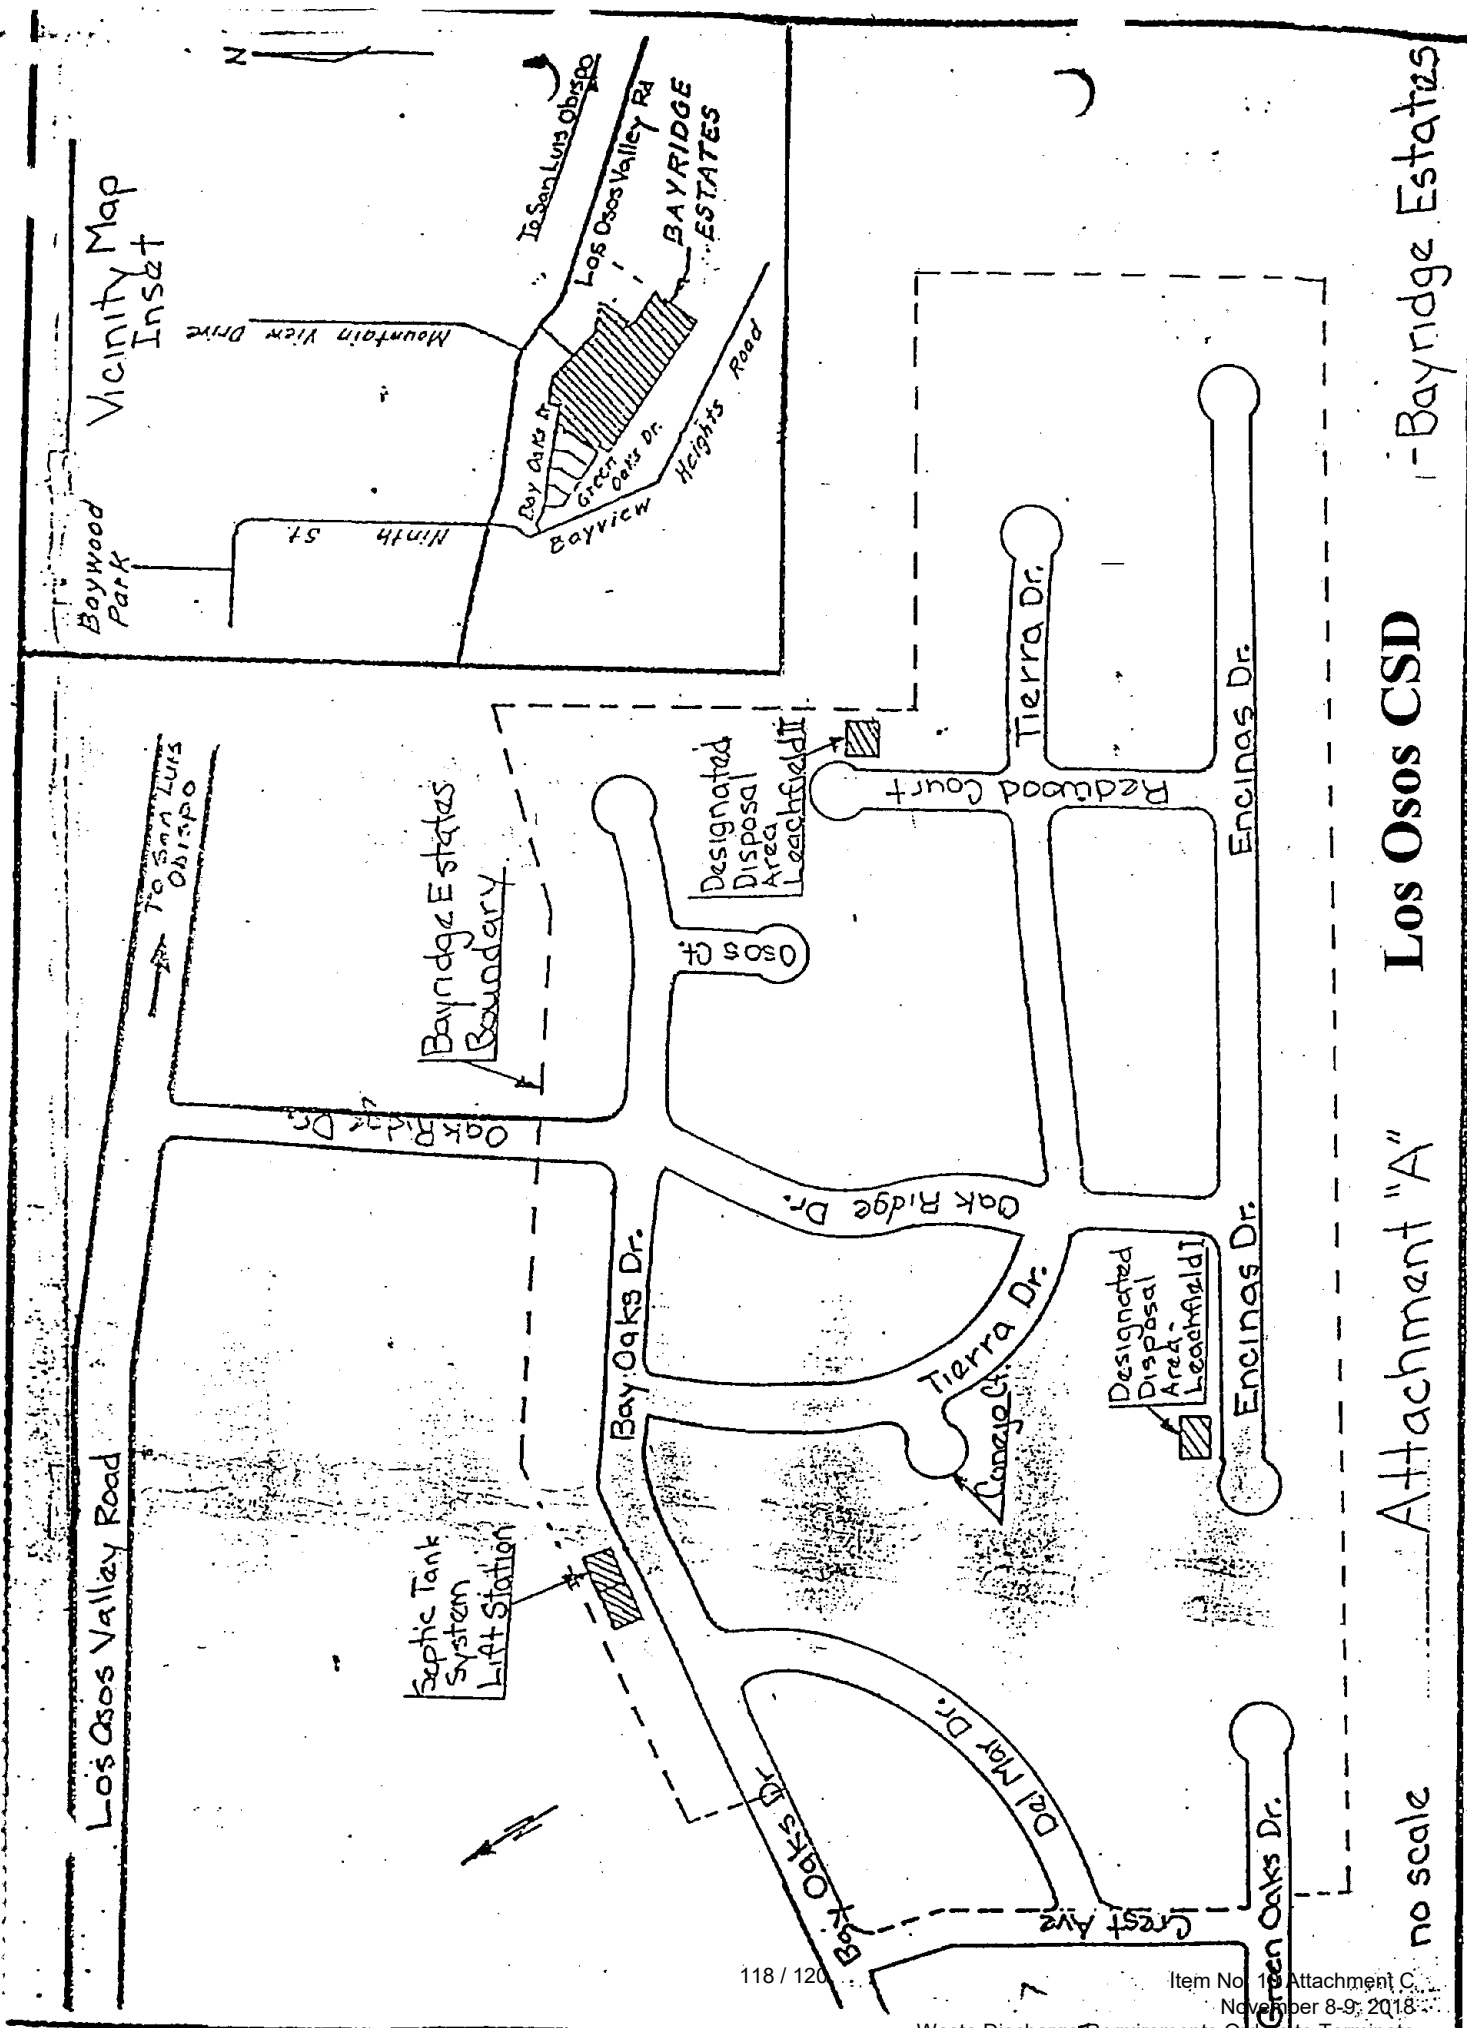 Vicinity Map
Inset
N
To San Luis Obispo
Los Osos Valley Rd
BAYRIDGE
ESTATES
Mountain View Drive
Baywood
Park
Ninth St.
Bay Oaks Dr.
Green
Oaks Dr.
Bayview
Heights
Road
To San Luis
Obispo
Los Osos Valley Road
Bayridge Estates
Boundary
Oak Ridge Dr.
Osos Ct.
Designated
Disposal
Area
Leachfield II
Tierra Dr.
Redwood Court
Encinas Dr.
Encinas Dr.
Oak Ridge Dr.
Bay Oaks Dr.
Tierra Dr.
Conejo Ct.
Designated
Disposal
Area-
Leachfield I
Encinas Dr.
Septic Tank
System
Lift Station
N
Bay Oaks Dr
Del Mar Dr.
Crest Ave
Green Oaks Dr.
no scale
Attachment "A"
Los Osos CSD
Bayridge Estates
118 / 120
Item No. Attachment C
November 8-9, 2018